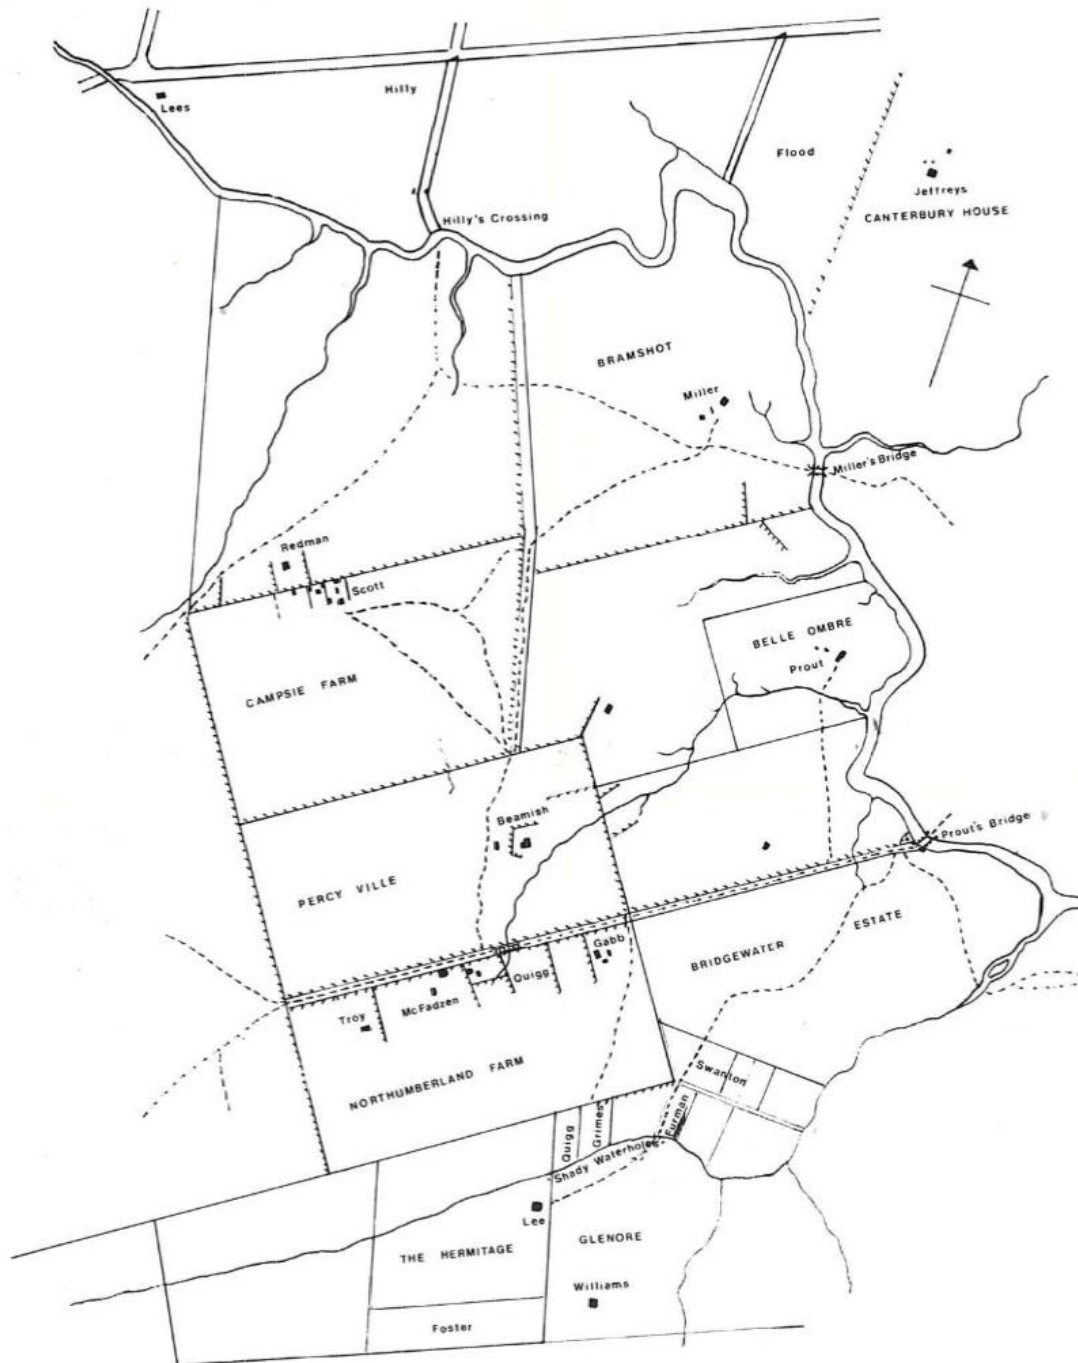 Lees
Hilly
Flood
Jeffreys
CANTERBURY HOUSE
Hilly's Crossing
BRAMSHOT
Miller
Miller's Bridge
Redman
Scott
CAMPSIE FARM
BELLE OMBRE
Prout
Beamish
Prout's Bridge
PERCY VILLE
BRIDGEWATER ESTATE
Gabb
Quigg
McFadzen
Troy
NORTHUMBERLAND FARM
Swanton
Furman
Grimes
Quigg
Shady Waterholes
Lee
THE HERMITAGE
GLENORE
Williams
Foster